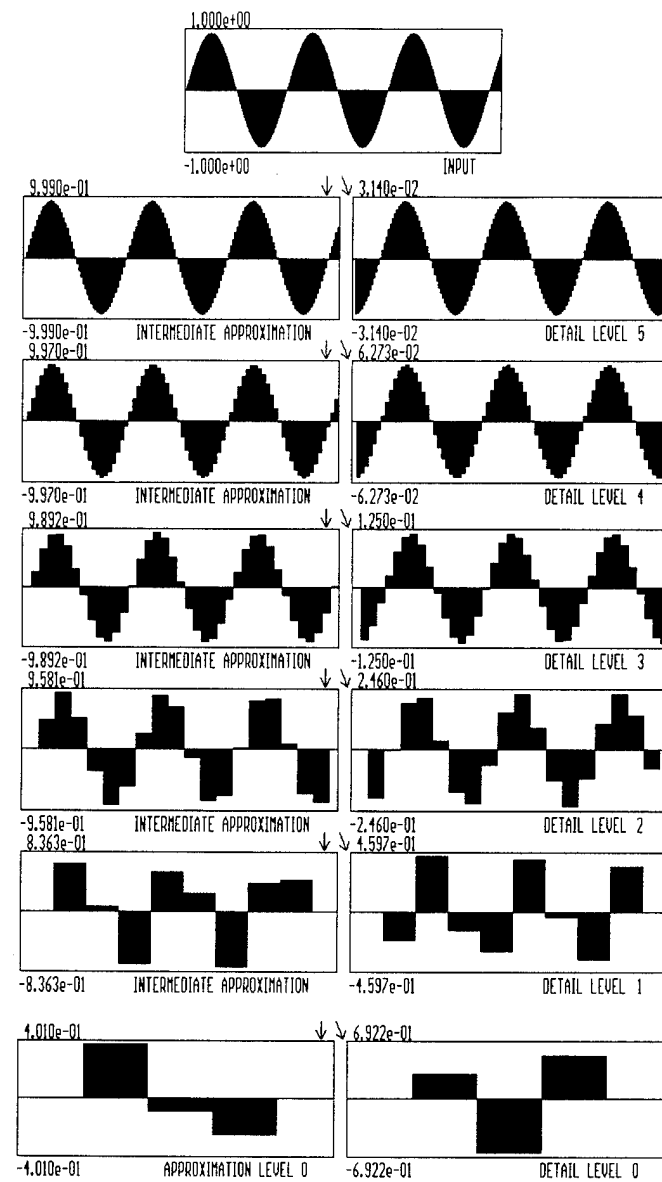 1.000e+00
-1.000e+00 INPUT
9.990e-01 3.140e-02
-9.990e-01 INTERMEDIATE APPROXIMATION -3.140e-02 DETAIL LEVEL 5
9.970e-01 6.273e-02
-9.970e-01 INTERMEDIATE APPROXIMATION -6.273e-02 DETAIL LEVEL 4
9.892e-01 1.250e-01
-9.892e-01 INTERMEDIATE APPROXIMATION -1.250e-01 DETAIL LEVEL 3
9.581e-01 2.460e-01
-9.581e-01 INTERMEDIATE APPROXIMATION -2.460e-01 DETAIL LEVEL 2
8.363e-01 4.597e-01
-8.363e-01 INTERMEDIATE APPROXIMATION -4.597e-01 DETAIL LEVEL 1
4.010e-01 6.922e-01
-4.010e-01 APPROXIMATION LEVEL 0 -6.922e-01 DETAIL LEVEL 0